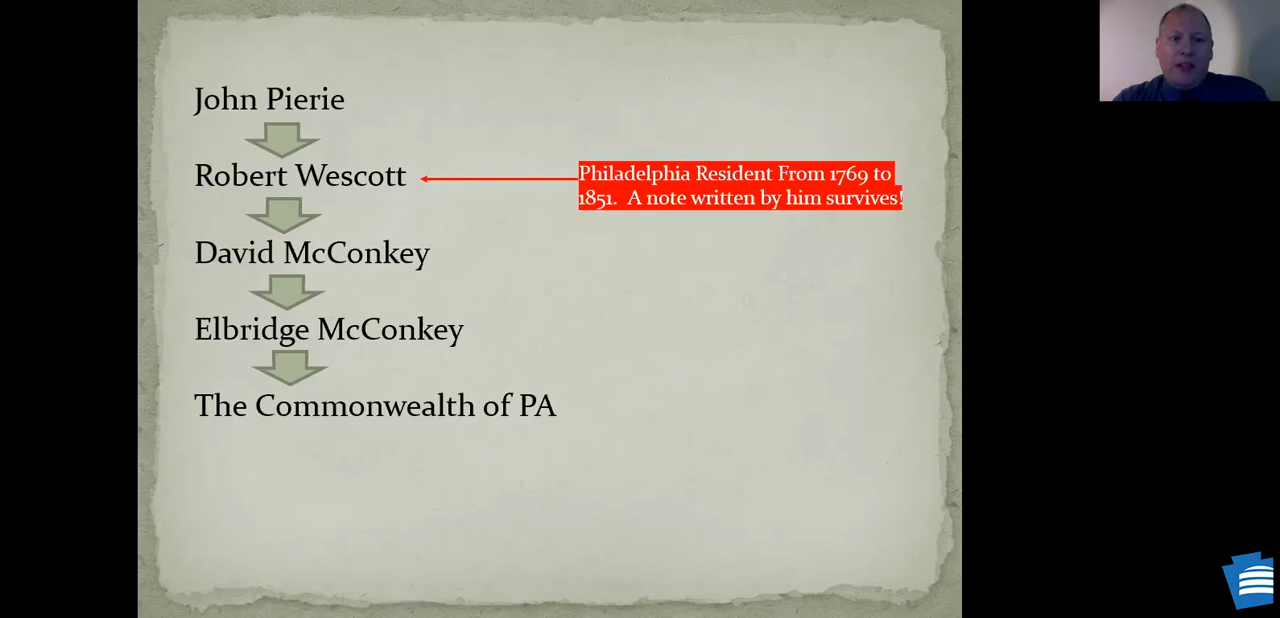 John Pierie
Robert Wescott
Philadelphia Resident From 1769 to
1851. A note written by him survives!
David McConkey
Elbridge McConkey
The Commonwealth of PA